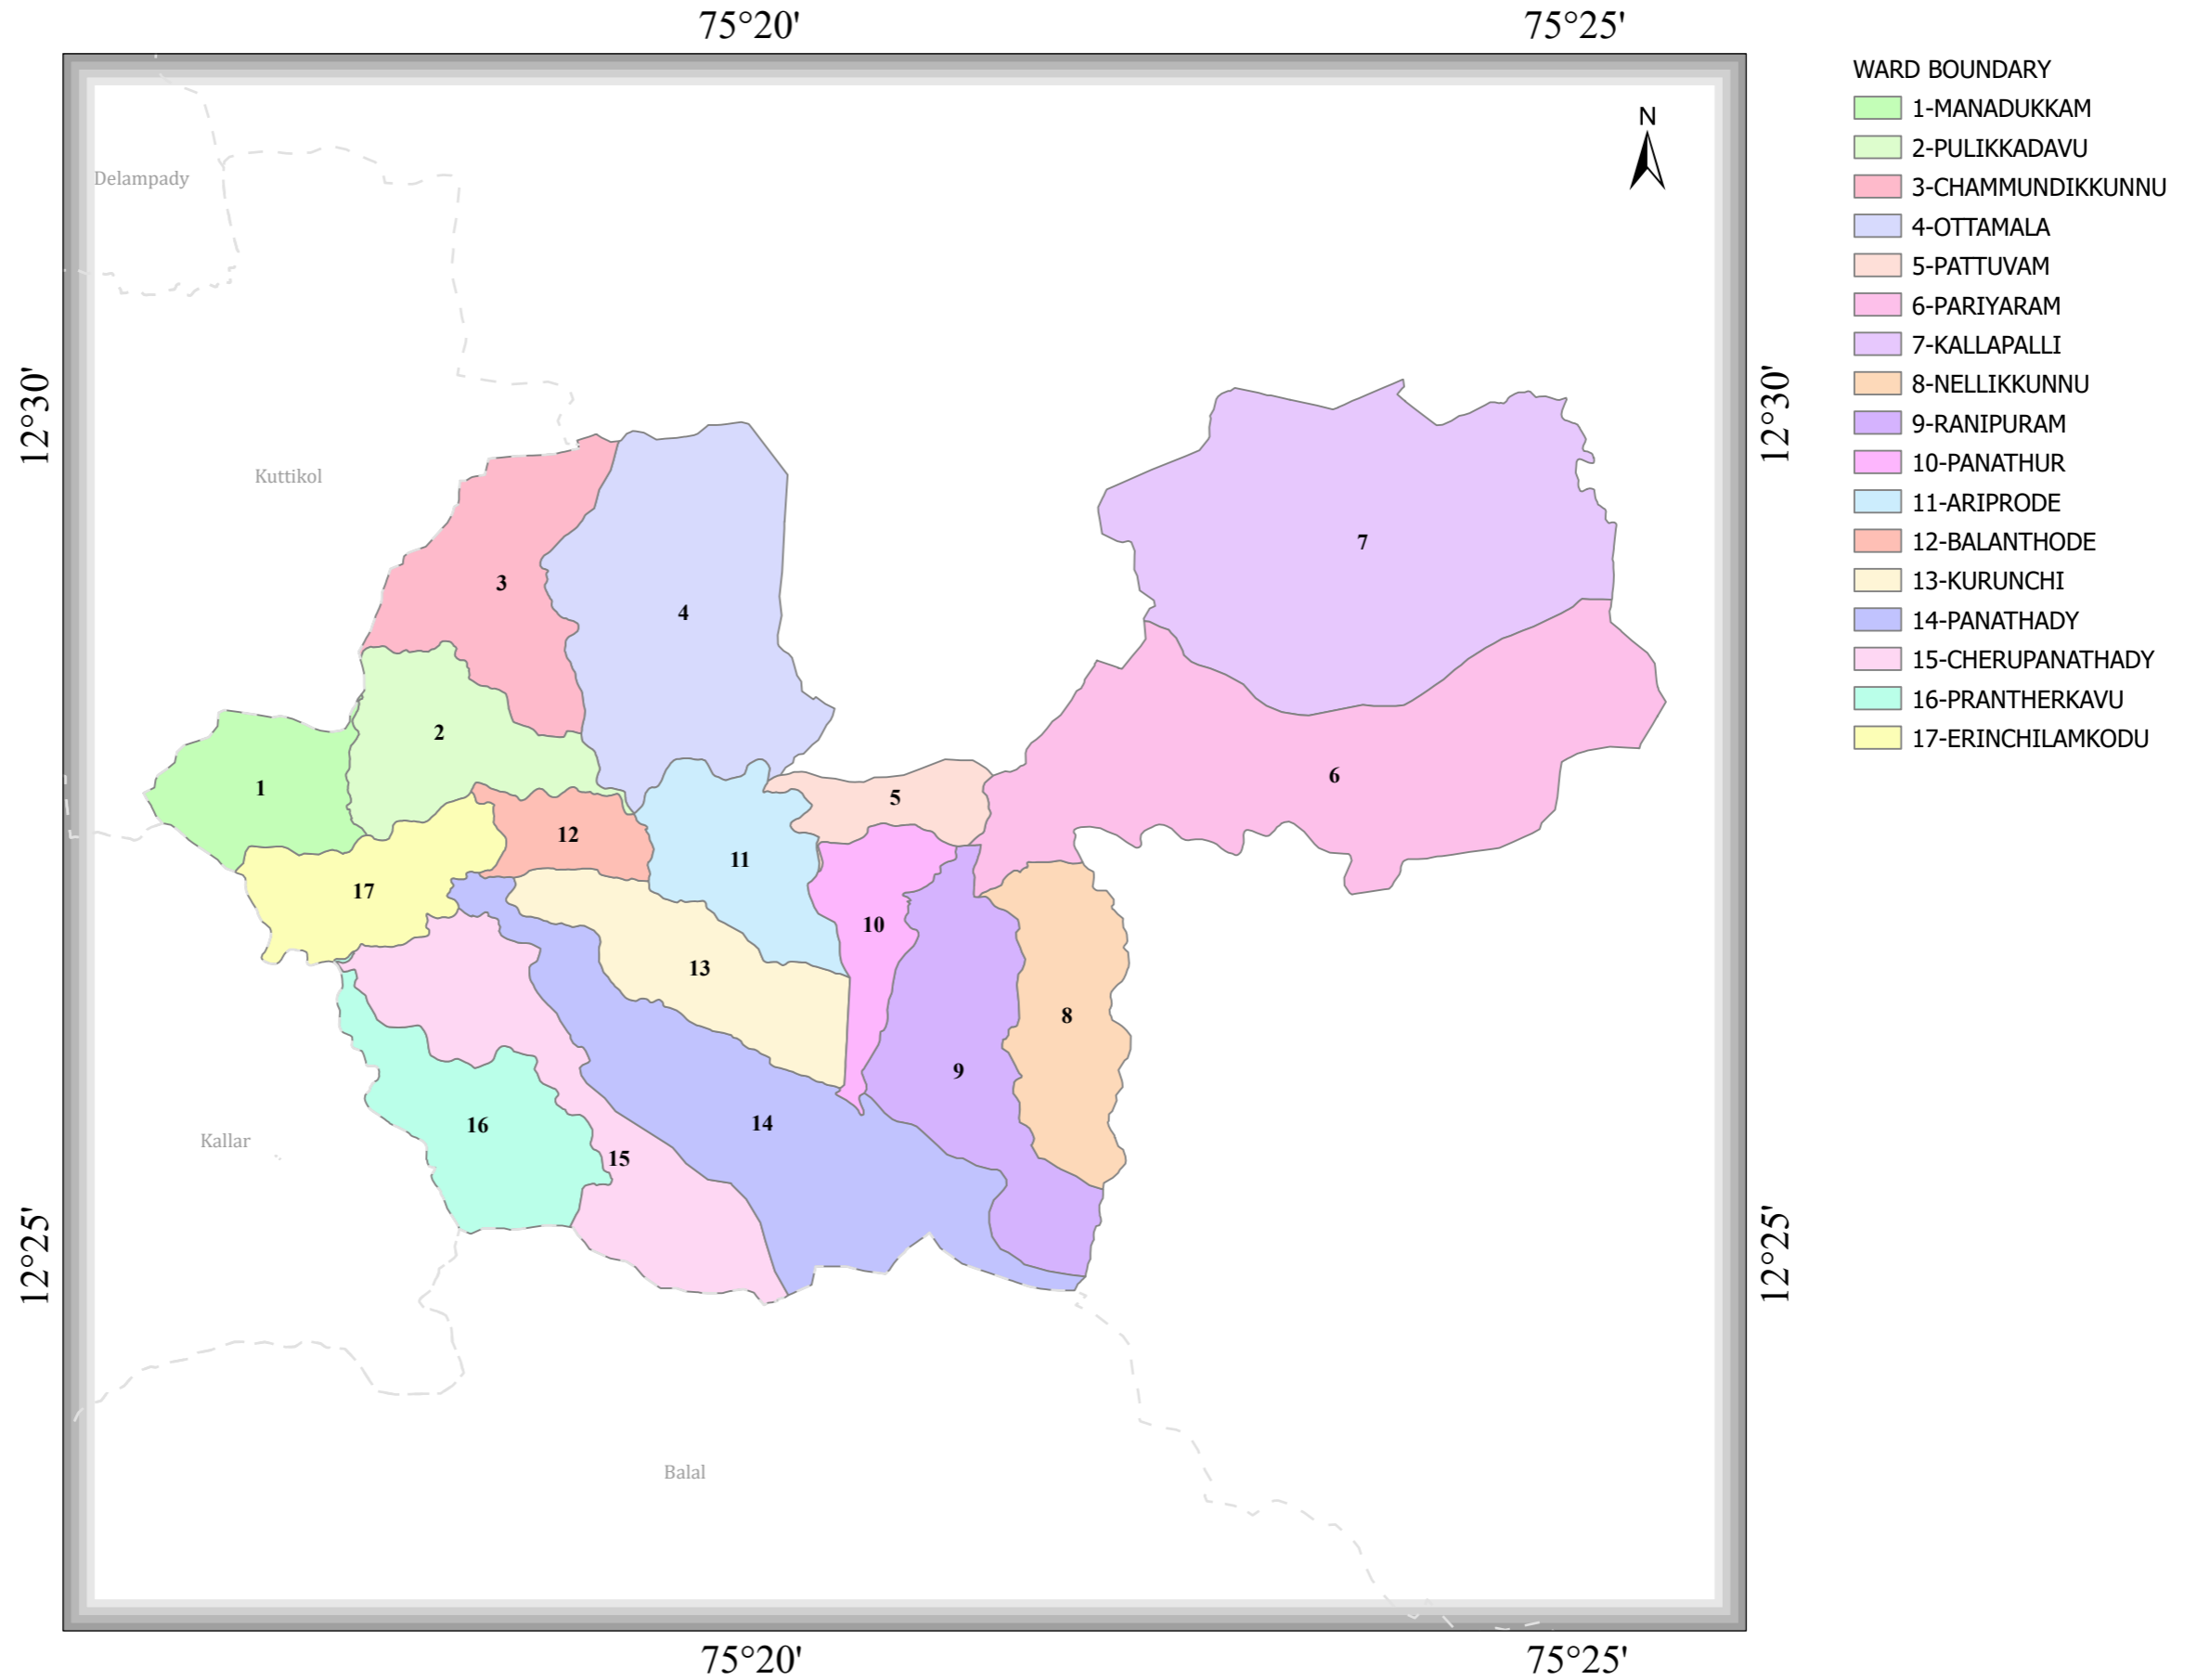 75°20'
75°25'
WARD BOUNDARY
1-MANADUKKAM
2-PULIKKADAVU
3-CHAMMUNDIKKUNNU
4-OTTAMALA
5-PATTUVAM
6-PARIYARAM
7-KALLAPALLI
8-NELLIKKUNNU
9-RANIPURAM
10-PANATHUR
11-ARIPRODE
12-BALANTHODE
13-KURUNCHI
14-PANATHADY
15-CHERUPANATHADY
16-PRANTHERKAVU
17-ERINCHILAMKODU
N
Delampady
12°30'
12°30'
Kuttikol
7
3
4
2
6
1
5
12
11
17
10
13
8
9
16
14
Kallar
15
12°25'
12°25'
Balal
75°20'
75°25'